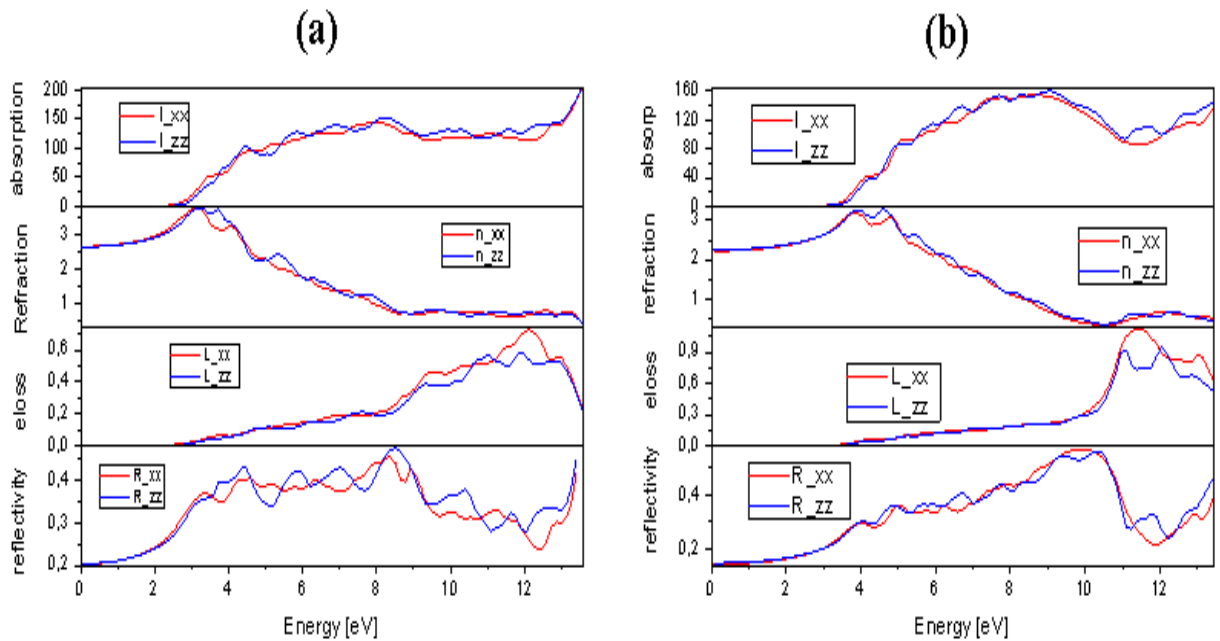 (a)
absorption
200
150
100
50
0
I_xx
I_zz
Refraction
3
2
1
n_xx
n_zz
eloss
0,6
0,4
0,2
0,0
L_xx
L_zz
reflectivity
0,4
0,3
0,2
R_xx
R_zz
0 2 4 6 8 10 12
Energy [eV]
(b)
absorp
160
120
80
40
0
I_xx
I_zz
refraction
3
2
1
n_xx
n_zz
eloss
0,9
0,6
0,3
0,0
L_xx
L_zz
reflectivity
0,4
0,2
R_xx
R_zz
0 2 4 6 8 10 12
Energy [eV]